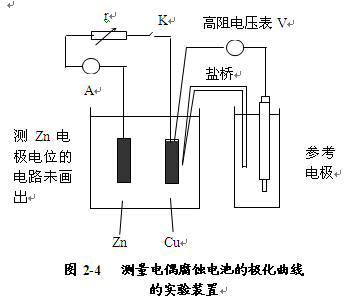 r
K
高阻电压表 V
A
盐桥
测 Zn 电
极电位的
电路未画
出
参考
电极
Zn
Cu
图 2-4 测量电偶腐蚀电池的极化曲线
的实验装置